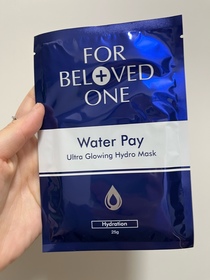 FOR
BELOVED
ONE
Water Pay
Ultra Glowing Hydro Mask
Hydration
25g